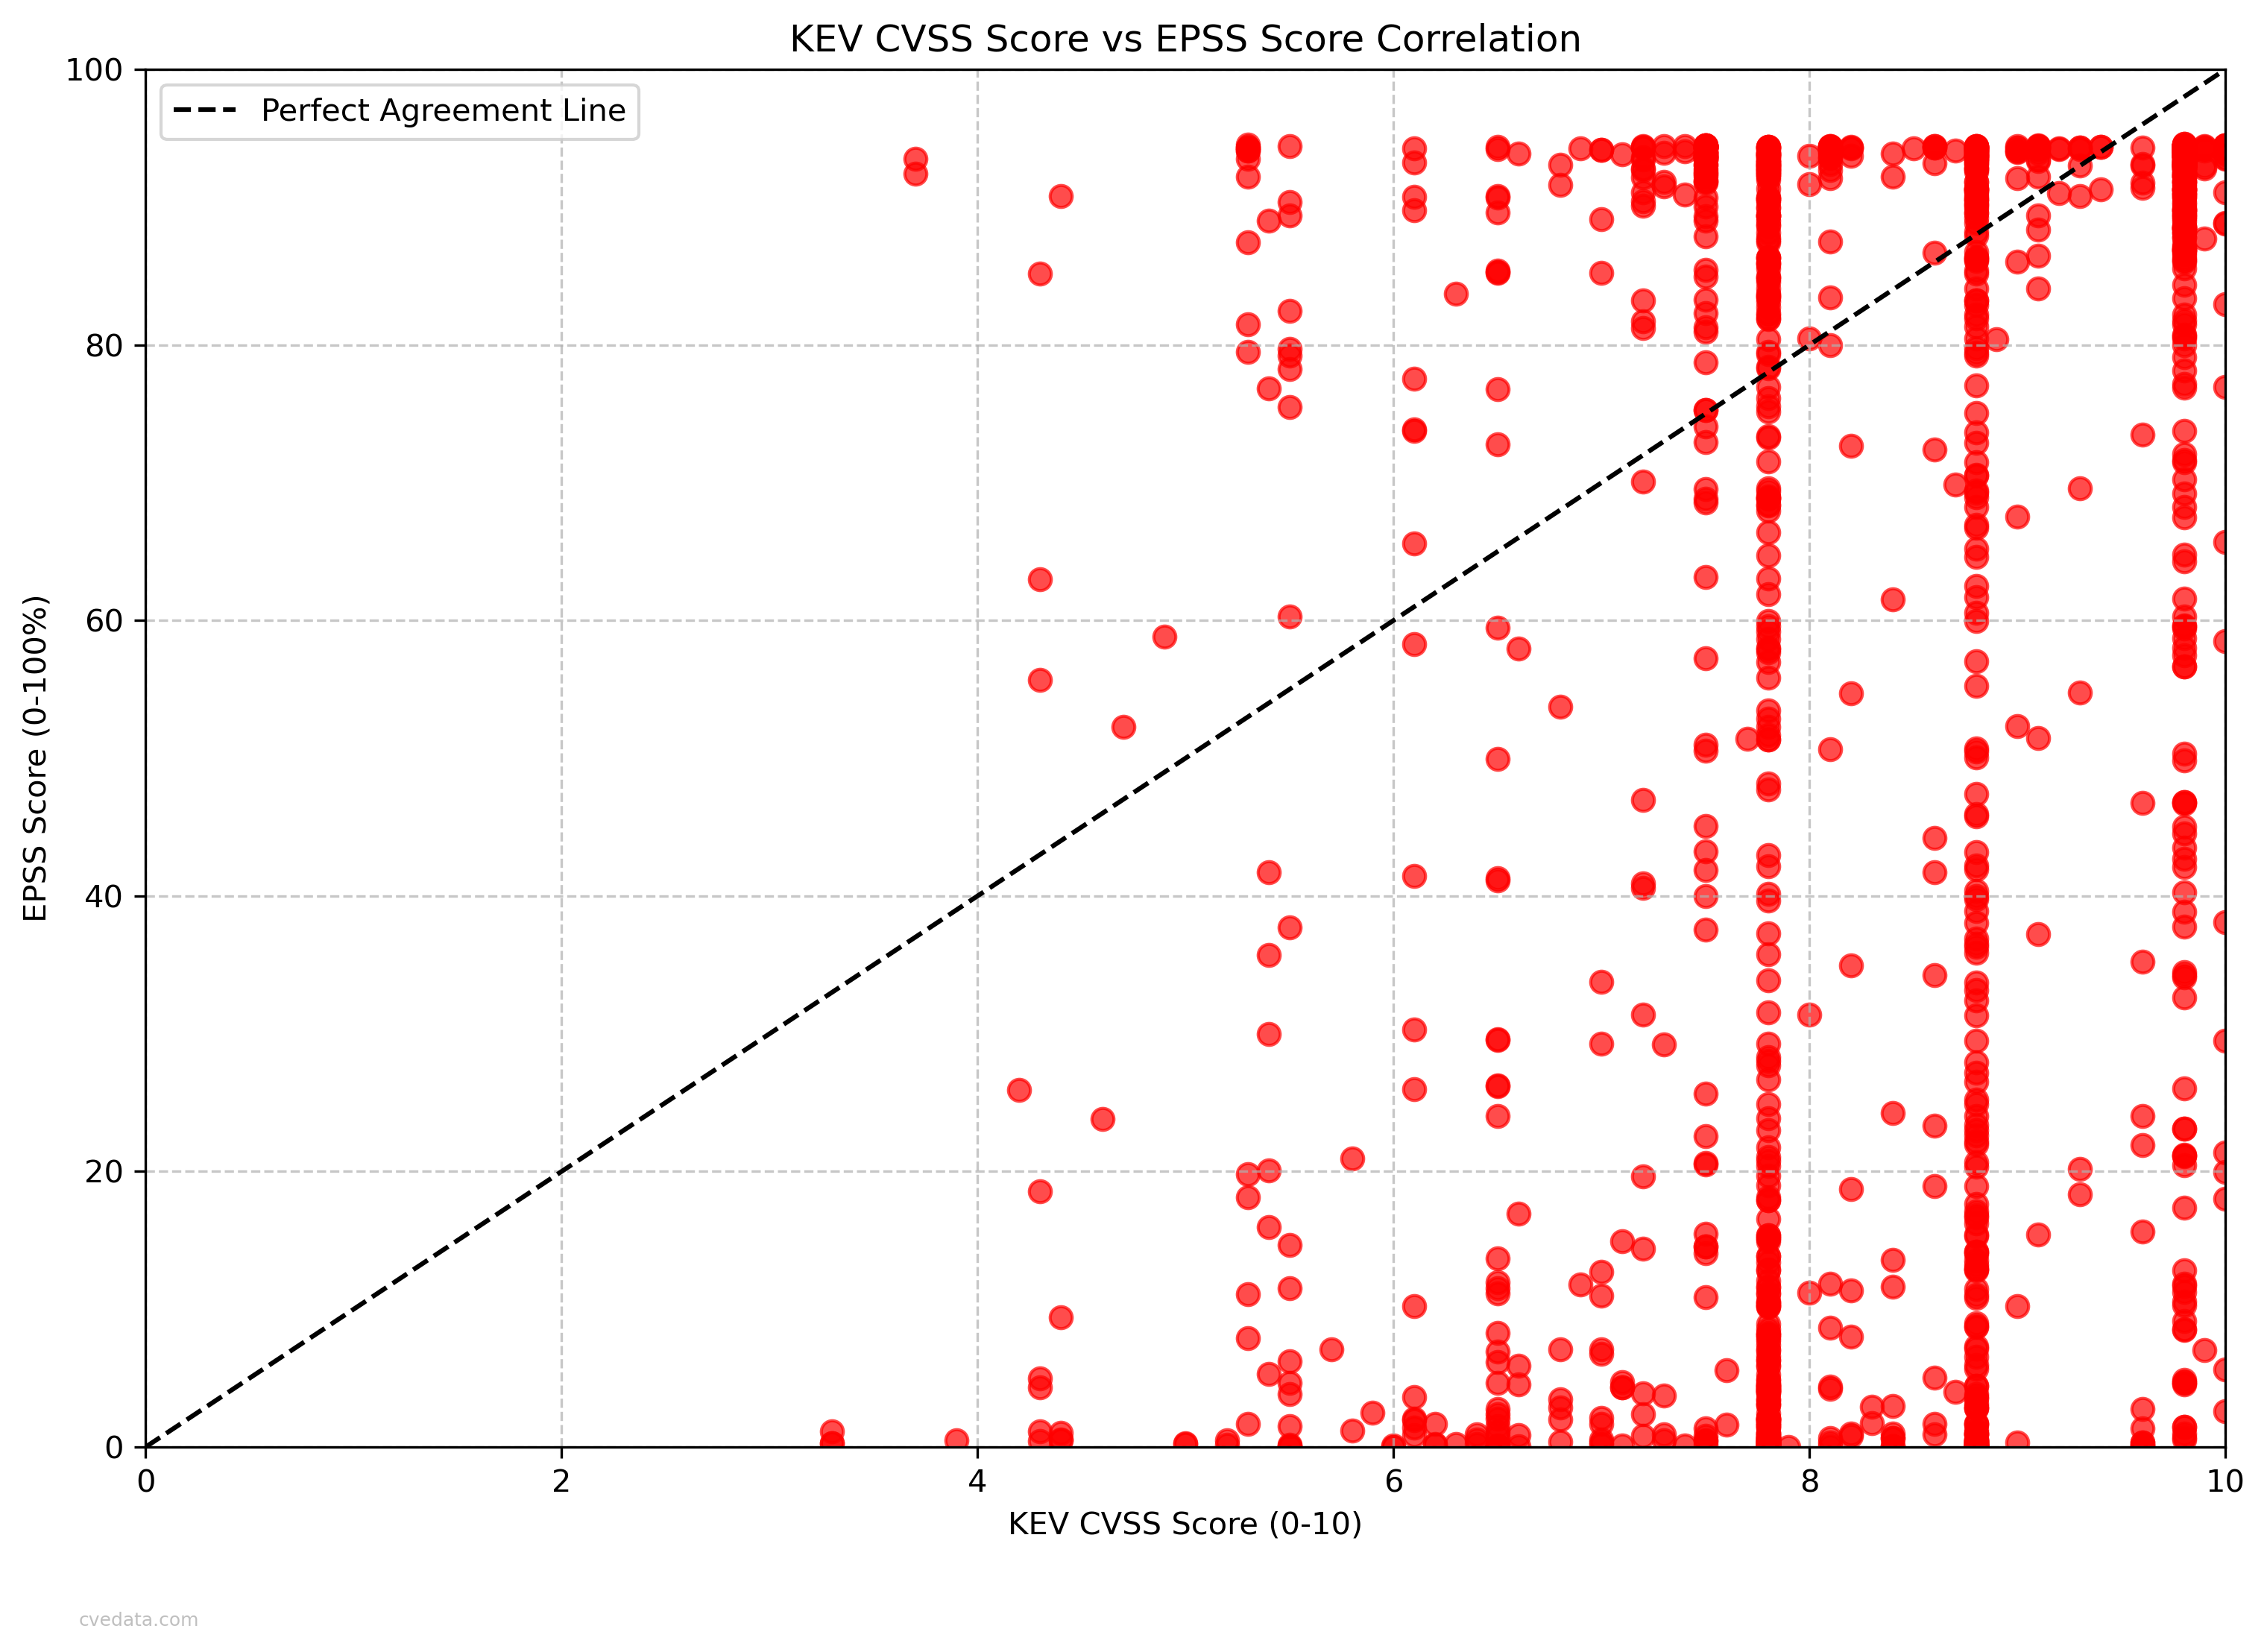 KEV CVSS Score vs EPSS Score Correlation
Perfect Agreement Line
EPSS Score (0-100%)
100
80
60
40
20
0
0 2 4 6 8 10
KEV CVSS Score (0-10)
cvedata.com